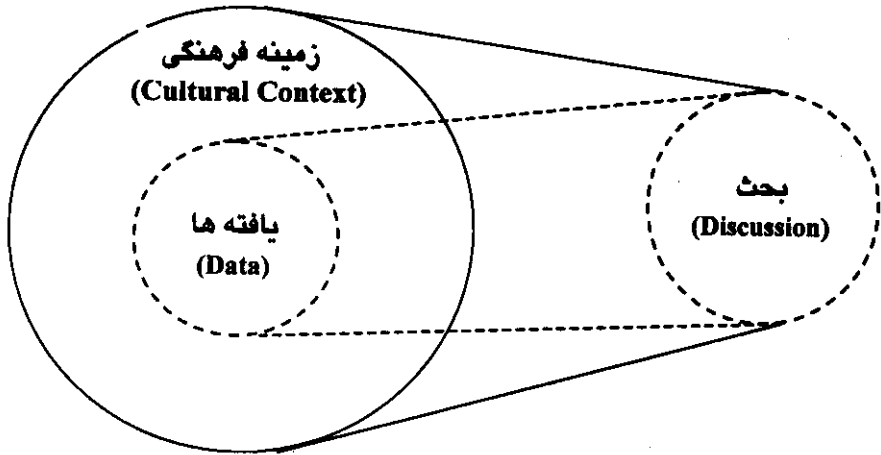 زمینه فرهنگی
(Cultural Context)
یافته ها
(Data)
بحث
(Discussion)